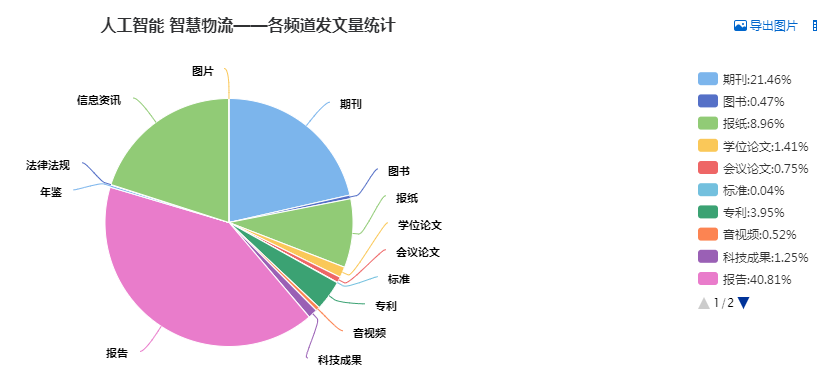 人工智能 智慧物流——各频道发文量统计
导出图片
图片
信息资讯
期刊
法律法规
年鉴
图书
报纸
学位论文
会议论文
标准
专利
音视频
科技成果
报告
期刊:21.46%
图书:0.47%
报纸:8.96%
学位论文:1.41%
会议论文:0.75%
标准:0.04%
专利:3.95%
音视频:0.52%
科技成果:1.25%
报告:40.81%
1/2